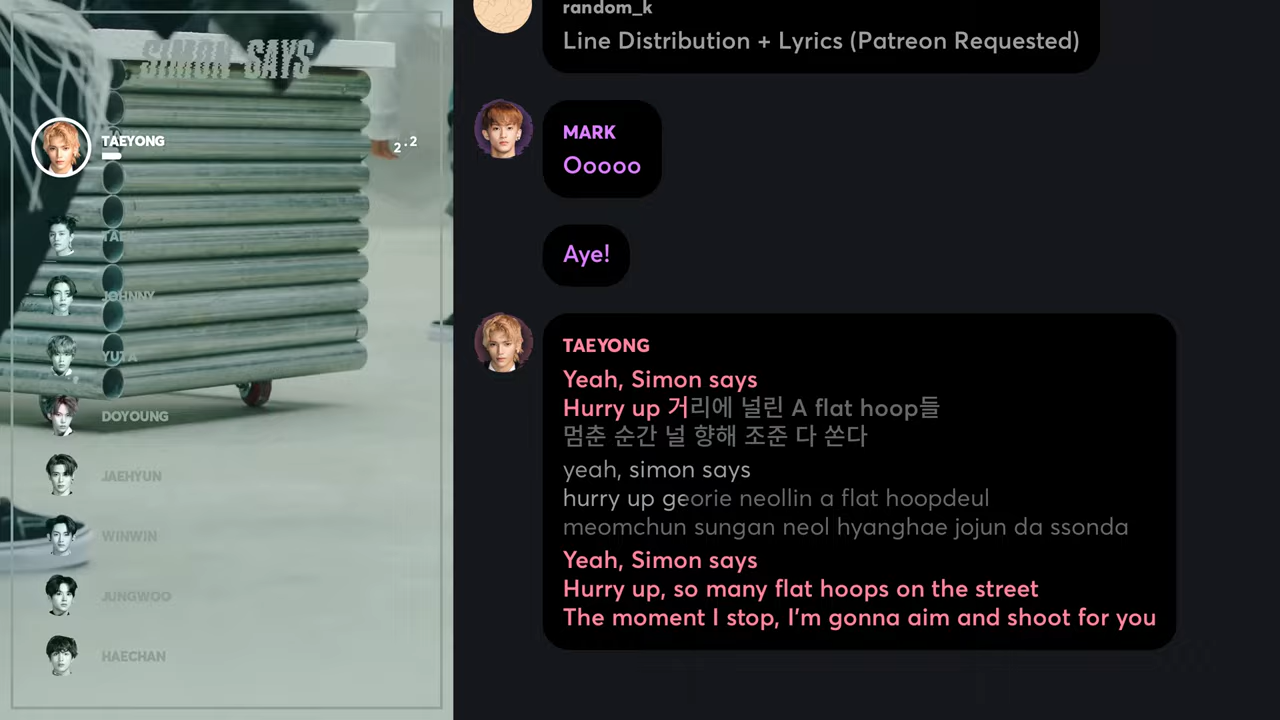 SIMON SAYS
TAEYONG
2.2
TAE
JOHNNY
YUTA
DOYOUNG
JAEHYUN
WINWIN
JUNGWOO
HAECHAN
random_k
Line Distribution + Lyrics (Patreon Requested)
MARK
Ooooo
Aye!
TAEYONG
Yeah, Simon says
Hurry up 거리에 널린 A flat hoop들
멈춘 순간 널 향해 조준 다 쏜다
yeah, simon says
hurry up georie neollin a flat hoopdeul
meomchun sungan neol hyanghae jojun da ssonda
Yeah, Simon says
Hurry up, so many flat hoops on the street
The moment I stop, I'm gonna aim and shoot for you